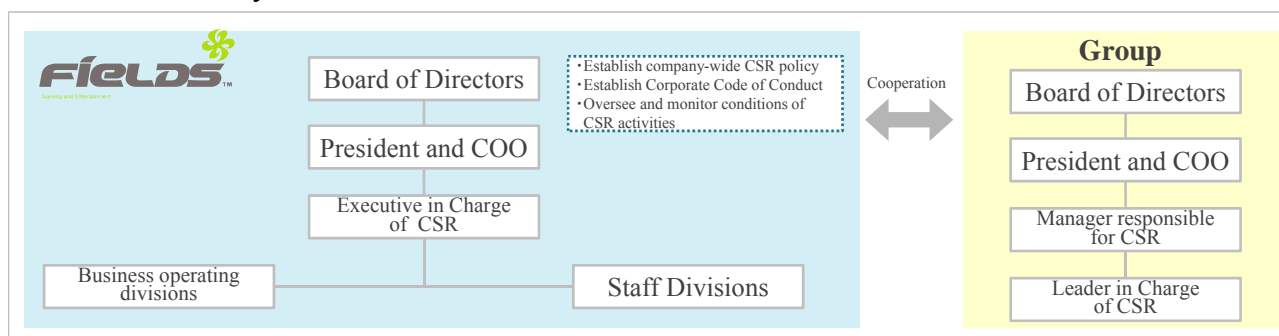 FIELDS™
Gaming and Entertainment
Board of Directors
・Establish company-wide CSR policy
・Establish Corporate Code of Conduct
・Oversee and monitor conditions of
CSR activities
President and COO
Executive in Charge
of CSR
Business operating
divisions
Staff Divisions
Cooperation
Group
Board of Directors
President and COO
Manager responsible
for CSR
Leader in Charge
of CSR